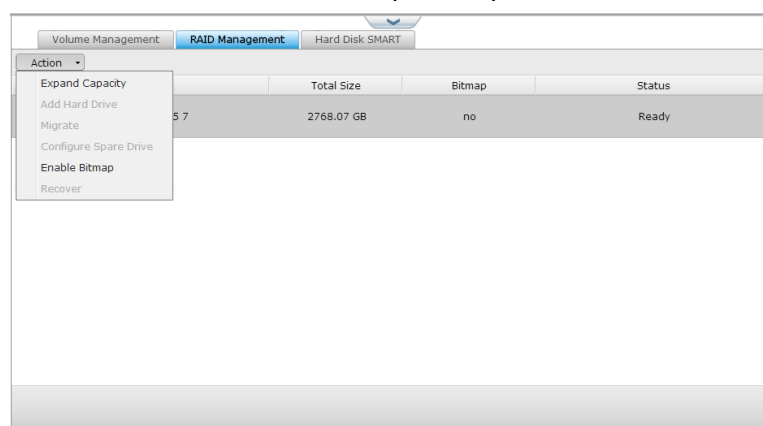 Volume Management RAID Management Hard Disk SMART
Action
Expand Capacity Total Size Bitmap Status
Add Hard Drive
5 7 2768.07 GB no Ready
Migrate
Configure Spare Drive
Enable Bitmap
Recover